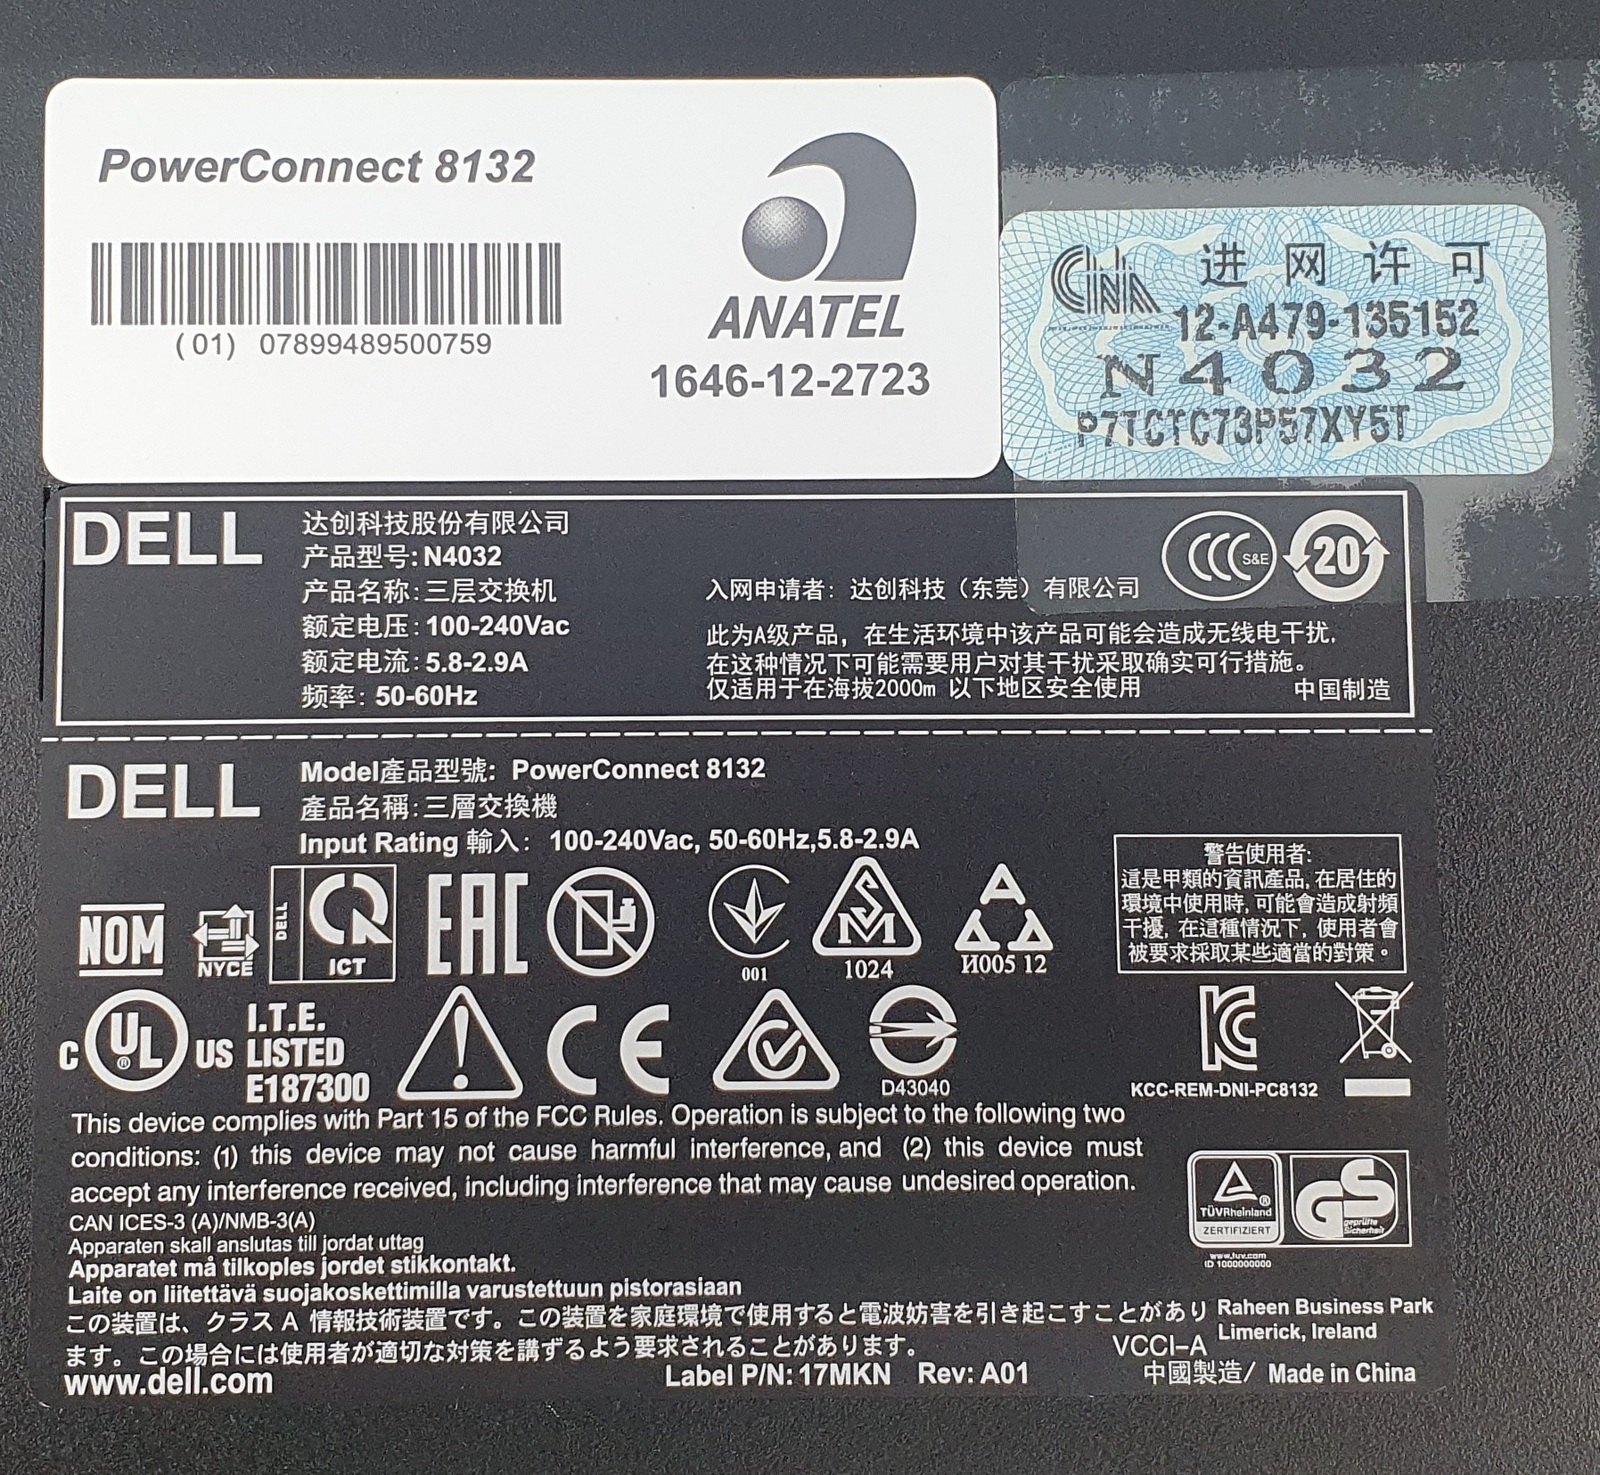 PowerConnect 8132
(01) 07899489500759
ANATEL
1646-12-2723
CNA 进网许可
12-A479-135152
N4032
P7TCTC73P57XY5T
DELL
达创科技股份有限公司
产品型号: N4032
产品名称: 三层交换机
额定电压: 100-240Vac
额定电流: 5.8-2.9A
频率: 50-60Hz
入网申请者: 达创科技（东莞）有限公司
CCC S&E
20
此为A级产品，在生活环境中该产品可能会造成无线电干扰，
在这种情况下可能需要用户对其干扰采取确实可行措施。
仅适用于在海拔2000m 以下地区安全使用
中国制造
DELL
Model產品型號: PowerConnect 8132
產品名稱: 三層交換機
Input Rating 輸入: 100-240Vac, 50-60Hz,5.8-2.9A
警告使用者:
這是甲類的資訊產品, 在居住的
環境中使用時, 可能會造成射頻
干擾, 在這種情況下, 使用者會
被要求採取某些適當的對策。
NOM
NYCE
DELL
ICT
EAC
001
SM
1024
A
И005 12
C UL® US
I.T.E.
LISTED
E187300
CE
D43040
KCC-REM-DNI-PC8132
This device complies with Part 15 of the FCC Rules. Operation is subject to the following two
conditions: (1) this device may not cause harmful interference, and (2) this device must
accept any interference received, including interference that may cause undesired operation.
CAN ICES-3 (A)/NMB-3(A)
Apparaten skall anslutas till jordat uttag
Apparatet må tilkoples jordet stikkontakt.
Laite on liitettävä suojakoskettimilla varustettuun pistorasiaan
TÜVRheinland®
ZERTIFIZIERT
GS
geprüfte
Sicherheit
www.tuv.com
ID 1000000000
この装置は、クラス A 情報技術装置です。この装置を家庭環境で使用すると電波妨害を引き起こすことがあり
ます。この場合には使用者が適切な対策を講ずるよう要求されることがあります。
VCCI-A
Raheen Business Park
Limerick, Ireland
www.dell.com
Label P/N: 17MKN Rev: A01
中國製造/ Made in China